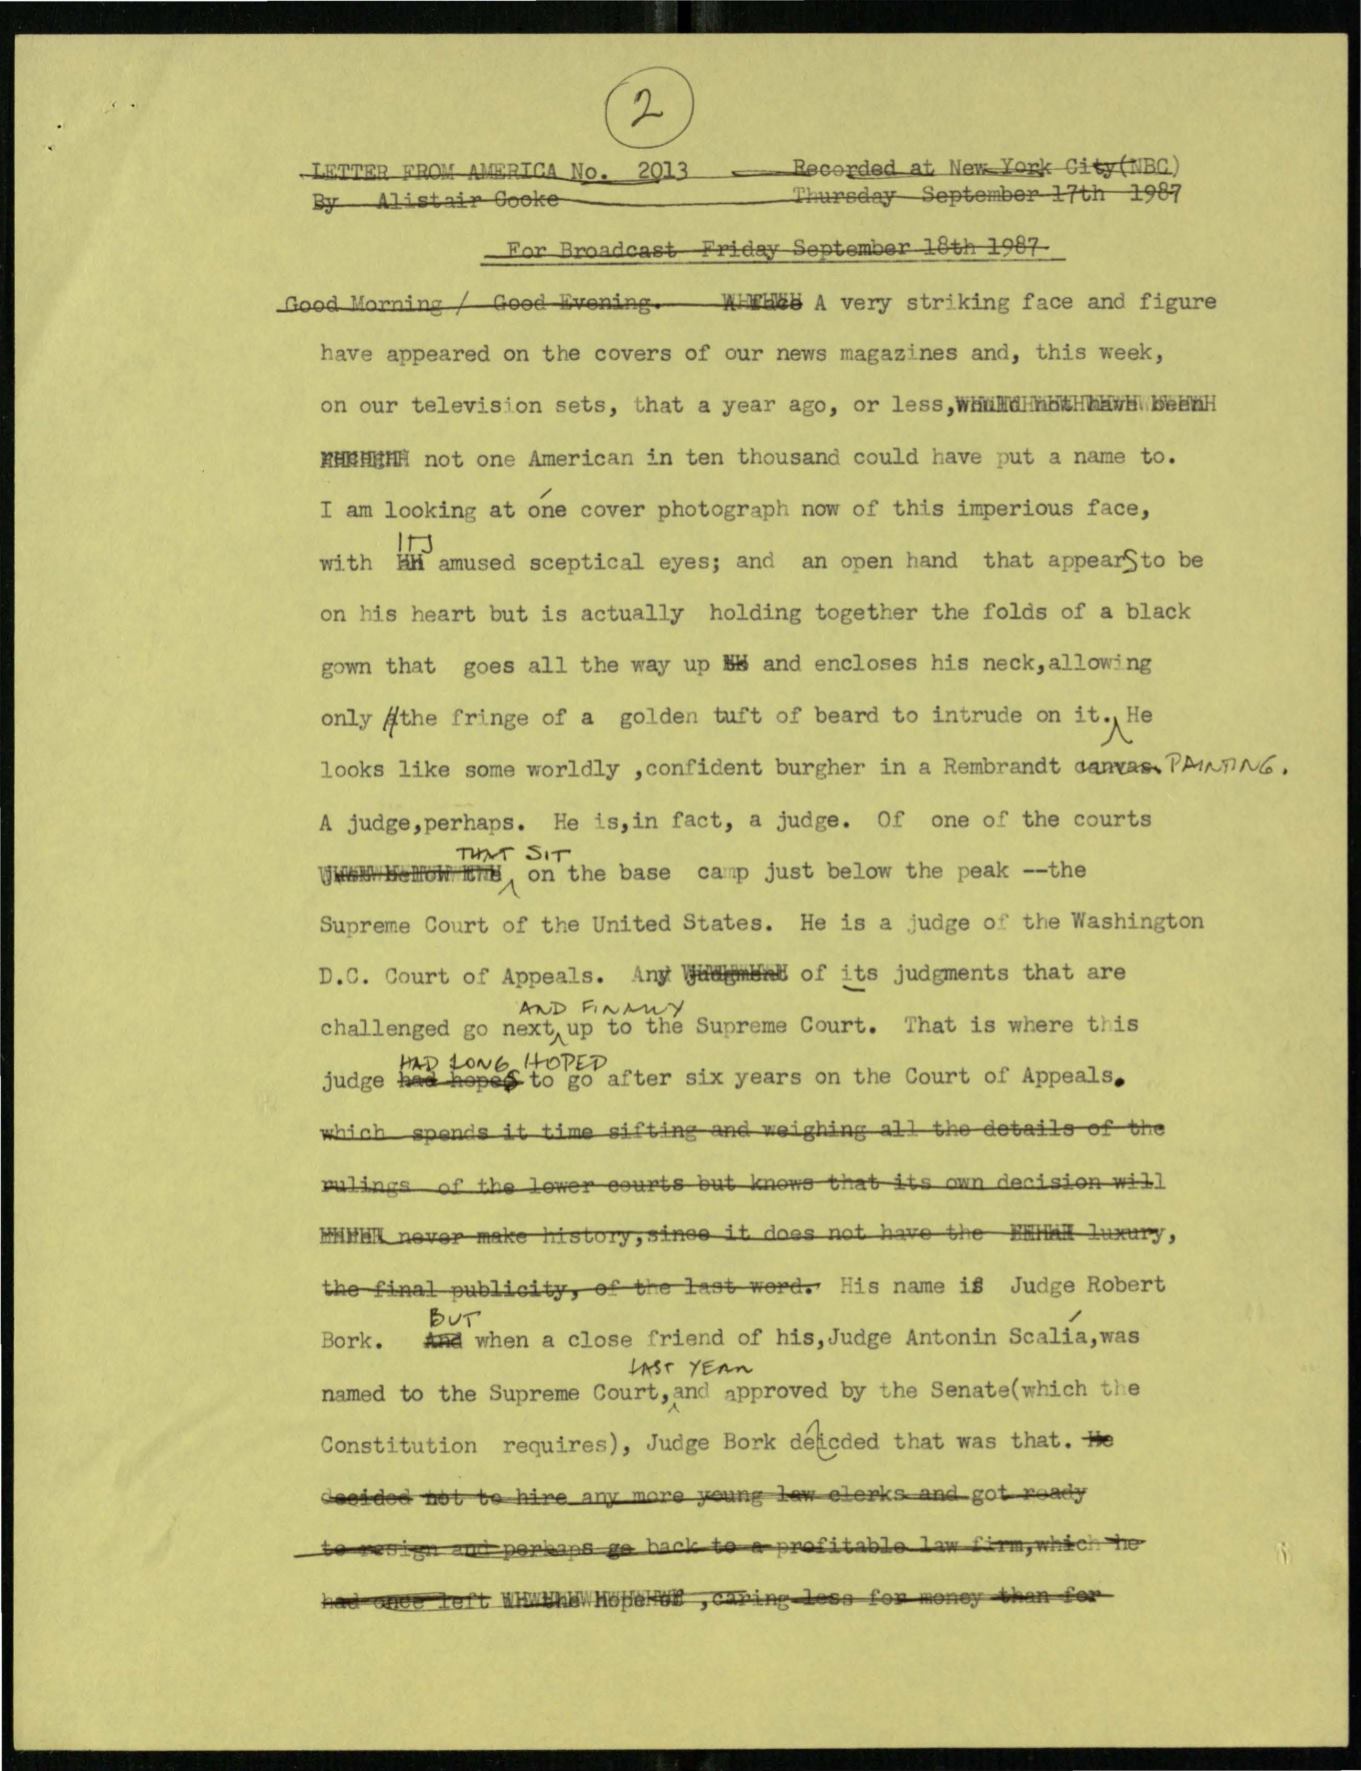 2
LETTER FROM AMERICA No. 2013 Recorded at New York City(NBC)
By Alistair Cooke Thursday September 17th 1987
For Broadcast Friday September 18th 1987
Good Morning / Good Evening. A very striking face and figure
have appeared on the covers of our news magazines and, this week,
on our television sets, that a year ago, or less, would not have been
not one American in ten thousand could have put a name to.
I am looking at one cover photograph now of this imperious face,
ITS
with amused sceptical eyes; and an open hand that appearS to be
on his heart but is actually holding together the folds of a black
gown that goes all the way up and encloses his neck,allowing
only the fringe of a golden tuft of beard to intrude on it. He
looks like some worldly ,confident burgher in a Rembrandt canvas. PAINTING.
A judge,perhaps. He is,in fact, a judge. Of one of the courts
THAT SIT
just below the on the base camp just below the peak --the
Supreme Court of the United States. He is a judge of the Washington
D.C. Court of Appeals. Any judgment of its judgments that are
AND FINALLY
challenged go next up to the Supreme Court. That is where this
HAD LONG HOPED
judge had hoped to go after six years on the Court of Appeals.
which spends it time sifting and weighing all the details of the
rulings of the lower courts but knows that its own decision will
never make history,since it does not have the luxury,
the final publicity, of the last word. His name is Judge Robert
BUT
Bork. And when a close friend of his,Judge Antonin Scalia,was
LAST YEAR
named to the Supreme Court, and approved by the Senate(which the
Constitution requires), Judge Bork deicded that was that. He
decided not to hire any more young law clerks and got ready
to resign and perhaps go back to a profitable law firm,which he
had once left the hope of ,caring less for money than for